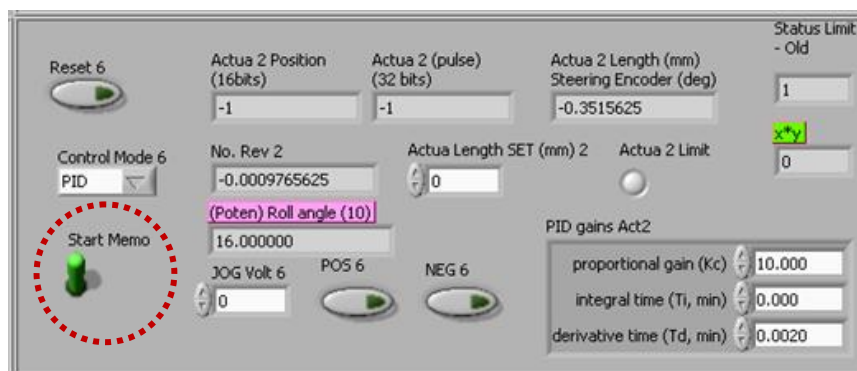 Status Limit
- Old
1
Reset 6
Actua 2 Position
(16bits)
-1
Actua 2 (pulse)
(32 bits)
-1
Actua 2 Length (mm)
Steering Encoder (deg)
-0.3515625
x*y
0
Control Mode 6
PID
No. Rev 2
-0.0009765625
Actua Length SET (mm) 2
0
Actua 2 Limit
(Poten) Roll angle (10)
16.000000
Start Memo
JOG Volt 6
0
POS 6
NEG 6
PID gains Act2
proportional gain (Kc) 10.000
integral time (Ti, min) 0.000
derivative time (Td, min) 0.0020